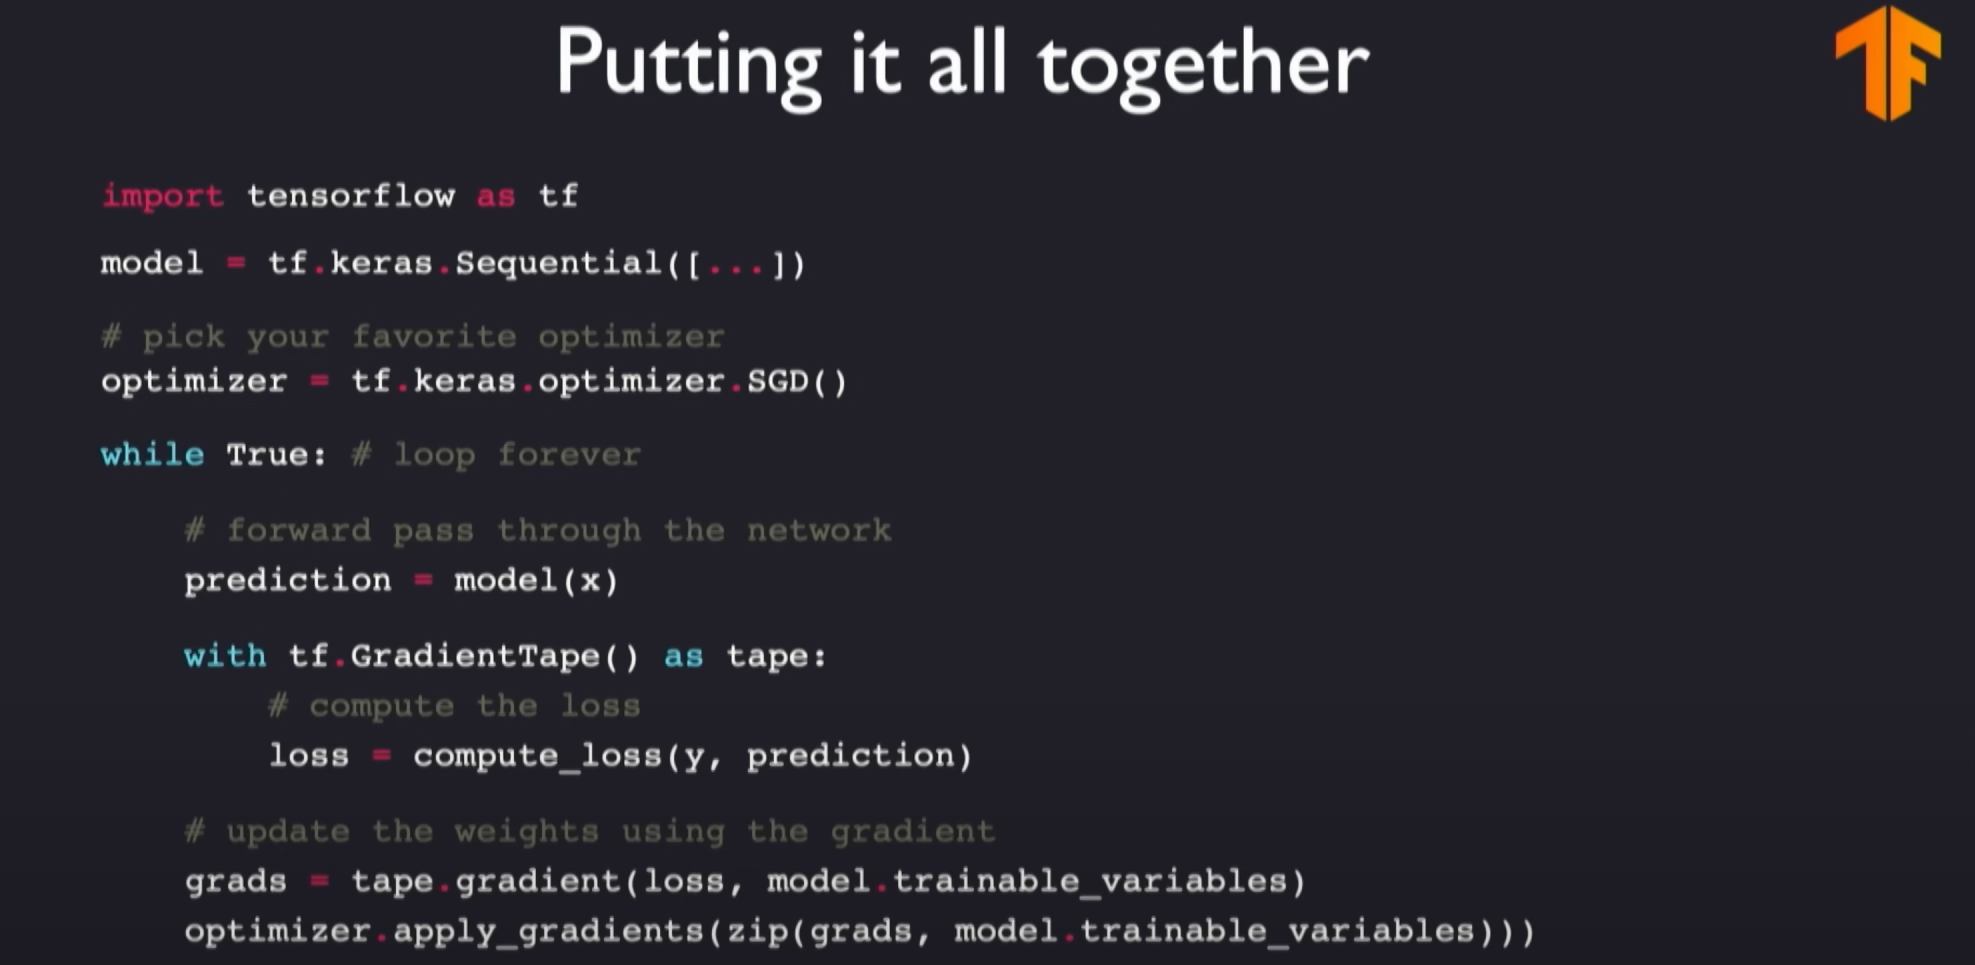 Putting it all together
import tensorflow as tf
model = tf.keras.Sequential([...])
# pick your favorite optimizer
optimizer = tf.keras.optimizer.SGD()
while True: # loop forever
# forward pass through the network
prediction = model(x)
with tf.GradientTape() as tape:
# compute the loss
loss = compute_loss(y, prediction)
# update the weights using the gradient
grads = tape.gradient(loss, model.trainable_variables)
optimizer.apply_gradients(zip(grads, model.trainable_variables)))